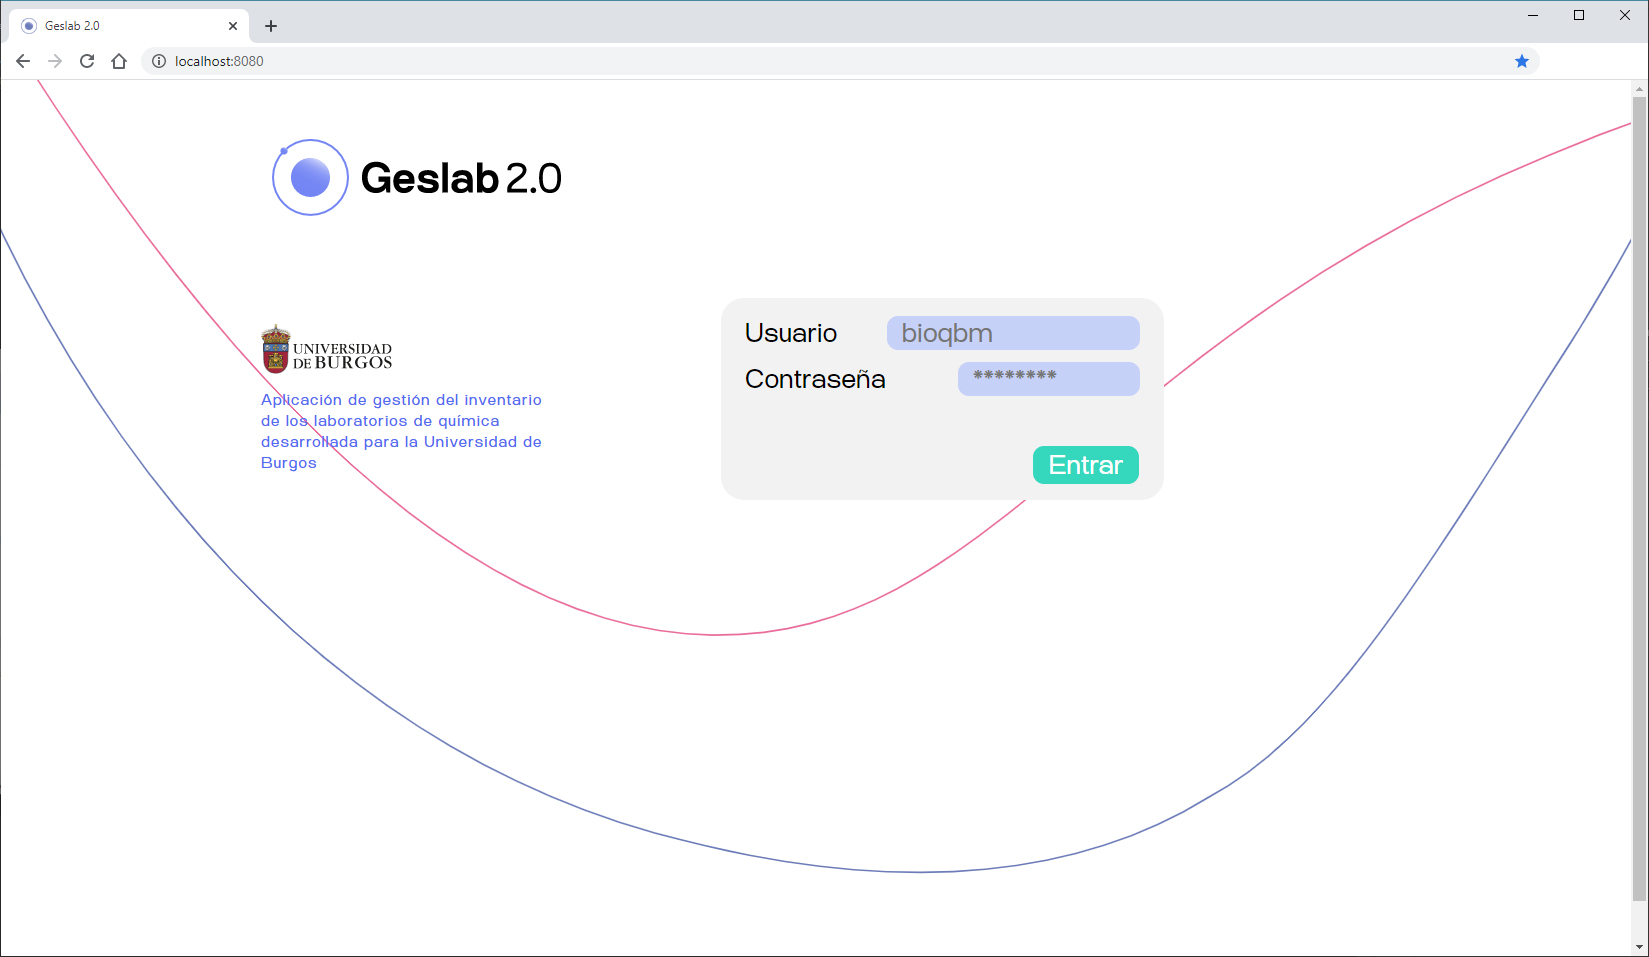 Geslab 2.0
localhost:8080
Geslab 2.0
UNIVERSIDAD
DE BURGOS
Aplicación de gestión del inventario
de los laboratorios de química
desarrollada para la Universidad de
Burgos
Usuario bioqbm
Contraseña ********
Entrar